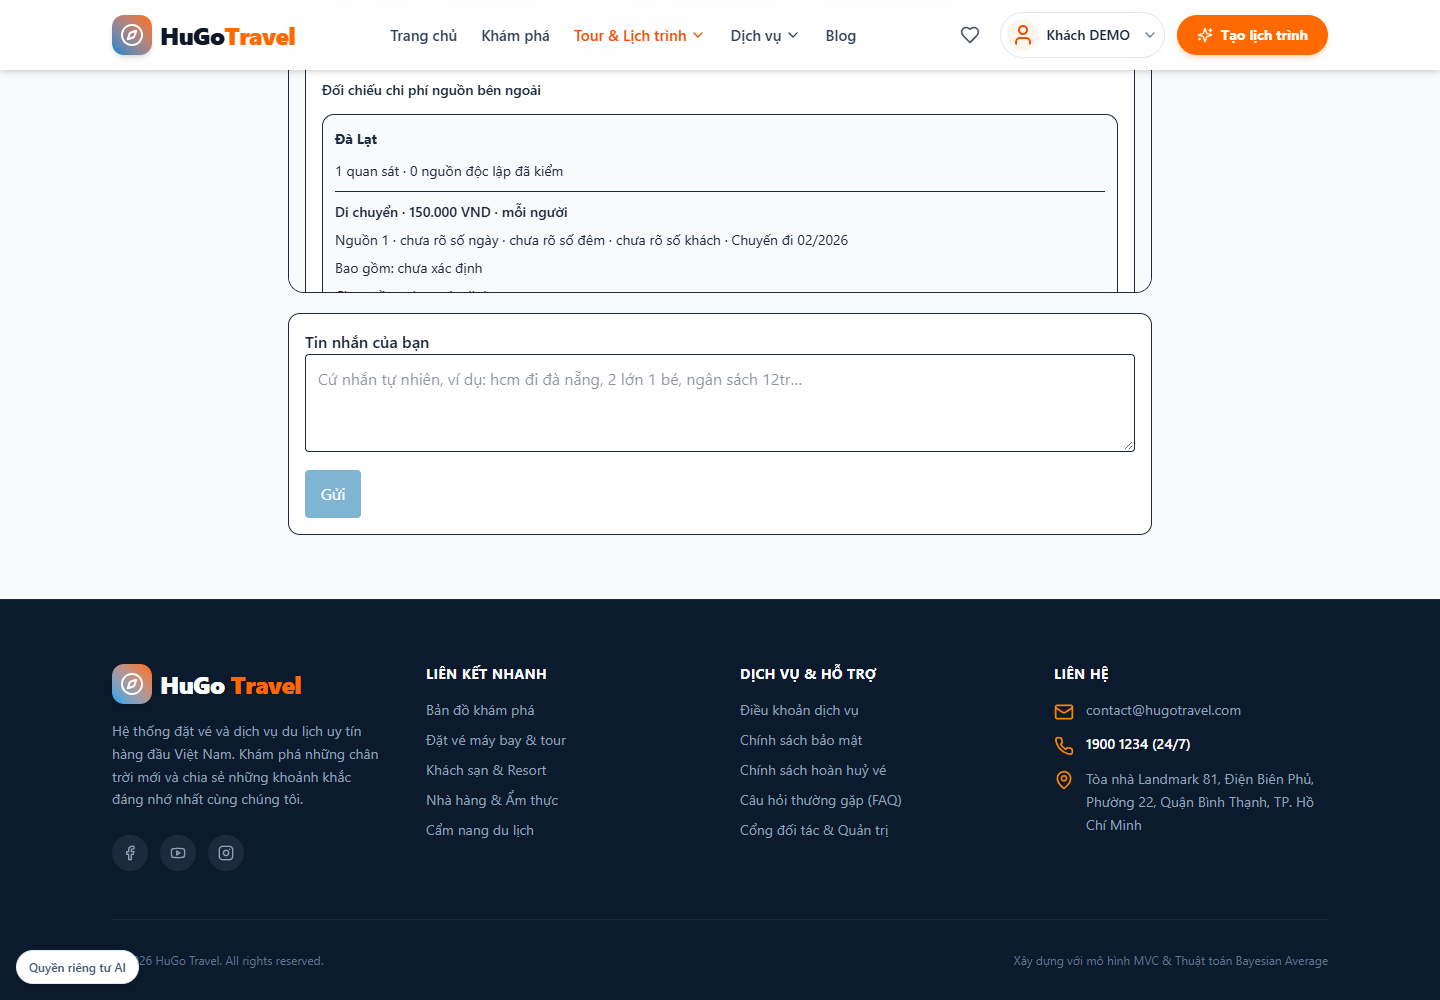 HuGoTravel
Trang chủ
Khám phá
Tour & Lịch trình
Dịch vụ
Blog
Khách DEMO
Tạo lịch trình
Đối chiếu chi phí nguồn bên ngoài
Đà Lạt
1 quan sát · 0 nguồn độc lập đã kiểm
Di chuyển · 150.000 VND · mỗi người
Nguồn 1 · chưa rõ số ngày · chưa rõ số đêm · chưa rõ số khách · Chuyến đi 02/2026
Bao gồm: chưa xác định
Tin nhắn của bạn
Cứ nhắn tự nhiên, ví dụ: hcm đi đà nẵng, 2 lớn 1 bé, ngân sách 12tr...
Gửi
HuGo Travel
Hệ thống đặt vé và dịch vụ du lịch uy tín
hàng đầu Việt Nam. Khám phá những chân
trời mới và chia sẻ những khoảnh khắc
đáng nhớ nhất cùng chúng tôi.
LIÊN KẾT NHANH
Bản đồ khám phá
Đặt vé máy bay & tour
Khách sạn & Resort
Nhà hàng & Ẩm thực
Cẩm nang du lịch
DỊCH VỤ & HỖ TRỢ
Điều khoản dịch vụ
Chính sách bảo mật
Chính sách hoàn huỷ vé
Câu hỏi thường gặp (FAQ)
Cổng đối tác & Quản trị
LIÊN HỆ
contact@hugotravel.com
1900 1234 (24/7)
Tòa nhà Landmark 81, Điện Biên Phủ,
Phường 22, Quận Bình Thạnh, TP. Hồ
Chí Minh
Quyền riêng tư AI
26 HuGo Travel. All rights reserved.
Xây dựng với mô hình MVC & Thuật toán Bayesian Average